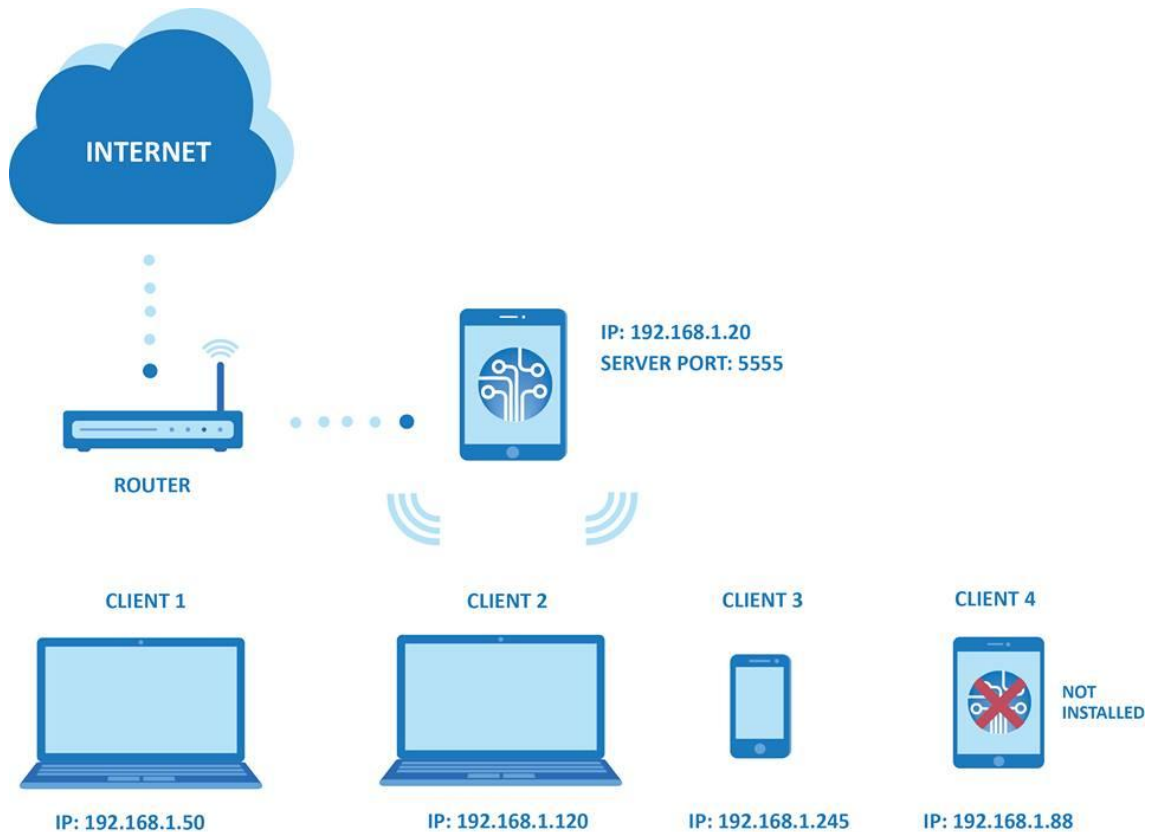 INTERNET
IP: 192.168.1.20
SERVER PORT: 5555
ROUTER
CLIENT 1
CLIENT 2
CLIENT 3
CLIENT 4
NOT
INSTALLED
IP: 192.168.1.50
IP: 192.168.1.120
IP: 192.168.1.245
IP: 192.168.1.88